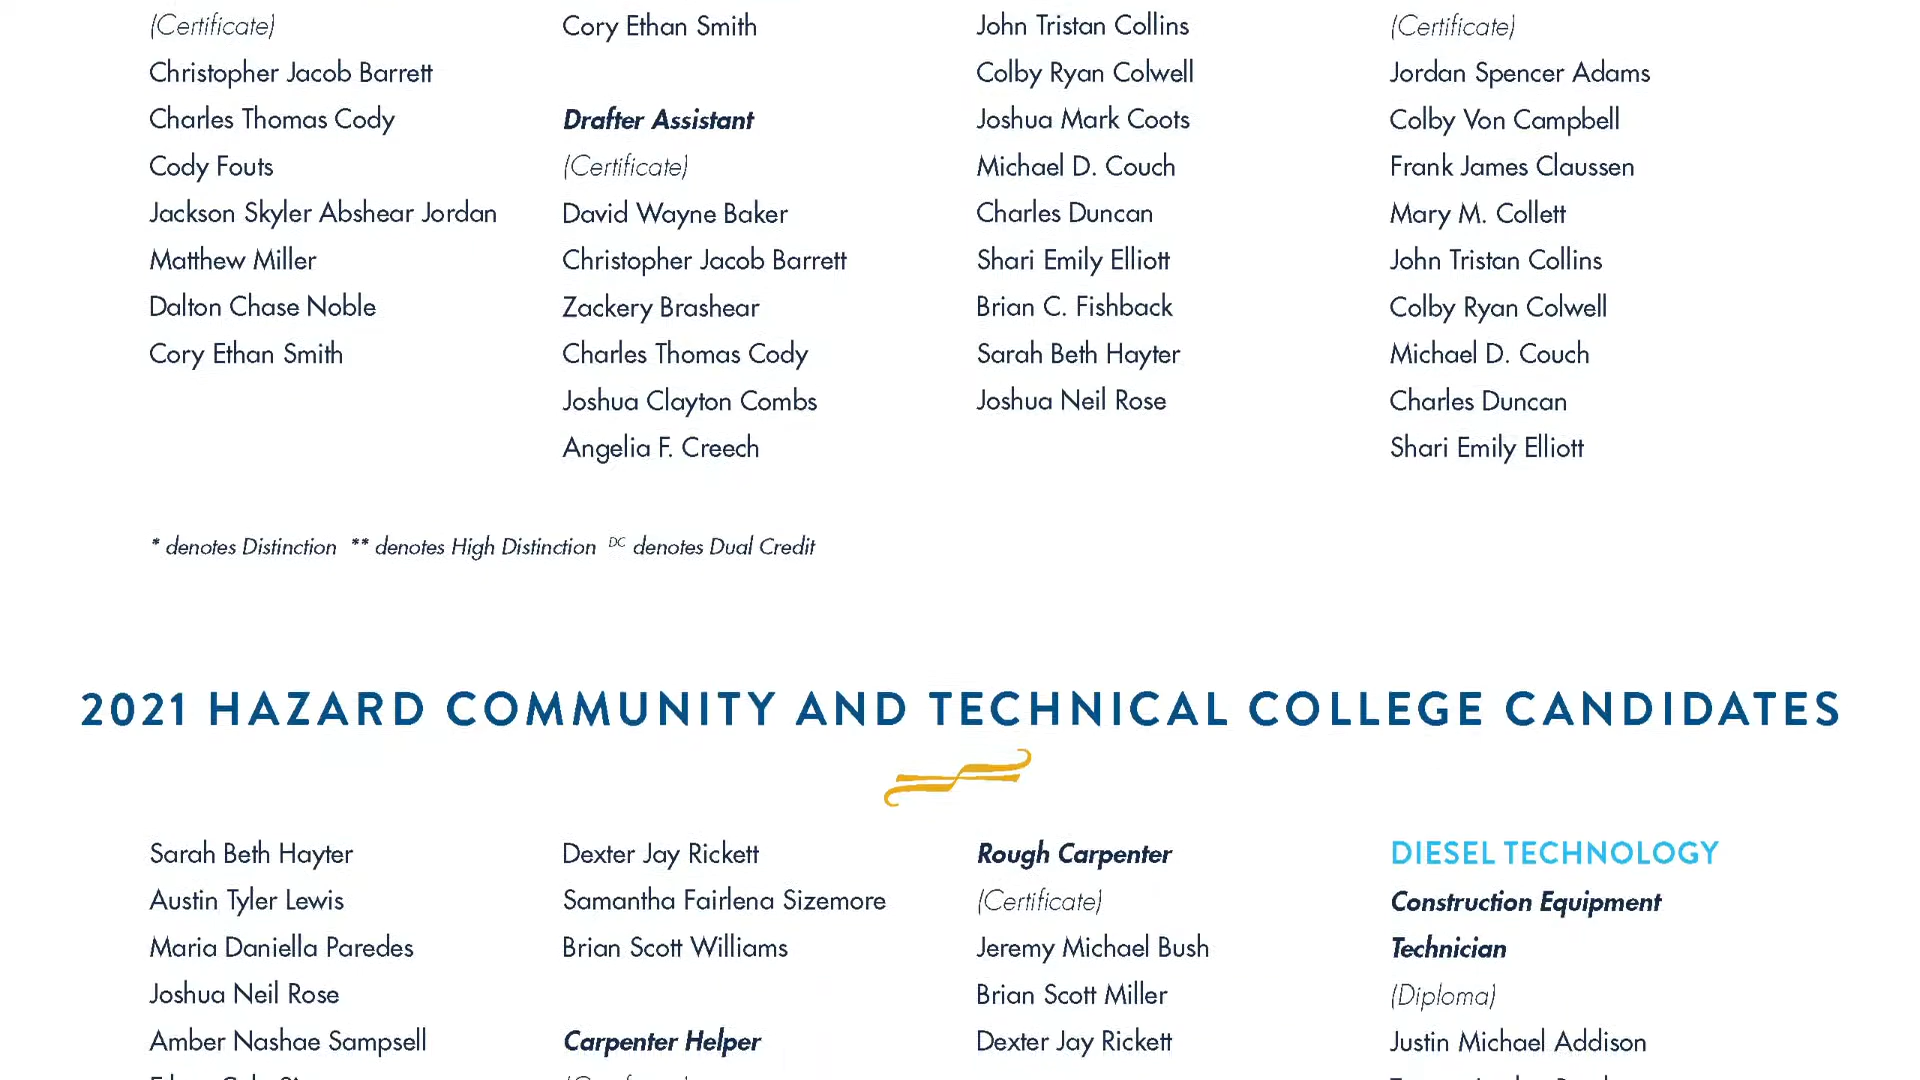 (Certificate)
Christopher Jacob Barrett
Charles Thomas Cody
Cody Fouts
Jackson Skyler Abshear Jordan
Matthew Miller
Dalton Chase Noble
Cory Ethan Smith
Cory Ethan Smith
Drafter Assistant
(Certificate)
David Wayne Baker
Christopher Jacob Barrett
Zackery Brashear
Charles Thomas Cody
Joshua Clayton Combs
Angelia F. Creech
John Tristan Collins
Colby Ryan Colwell
Joshua Mark Coots
Michael D. Couch
Charles Duncan
Shari Emily Elliott
Brian C. Fishback
Sarah Beth Hayter
Joshua Neil Rose
(Certificate)
Jordan Spencer Adams
Colby Von Campbell
Frank James Claussen
Mary M. Collett
John Tristan Collins
Colby Ryan Colwell
Michael D. Couch
Charles Duncan
Shari Emily Elliott
* denotes Distinction ** denotes High Distinction DC denotes Dual Credit
2021 HAZARD COMMUNITY AND TECHNICAL COLLEGE CANDIDATES
Sarah Beth Hayter
Austin Tyler Lewis
Maria Daniella Paredes
Joshua Neil Rose
Amber Nashae Sampsell
Dexter Jay Rickett
Samantha Fairlena Sizemore
Brian Scott Williams
Carpenter Helper
Rough Carpenter
(Certificate)
Jeremy Michael Bush
Brian Scott Miller
Dexter Jay Rickett
DIESEL TECHNOLOGY
Construction Equipment
Technician
(Diploma)
Justin Michael Addison